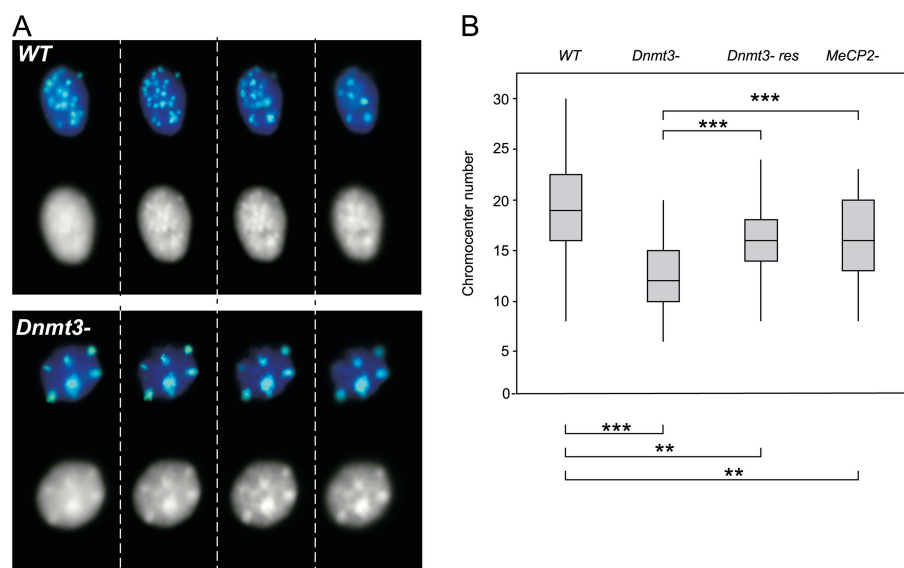 A
WT
Dnmt3-
B
WT Dnmt3- Dnmt3- res MeCP2-
Chromocenter number
30
25
20
15
10
5
0
***
***
***
**
**